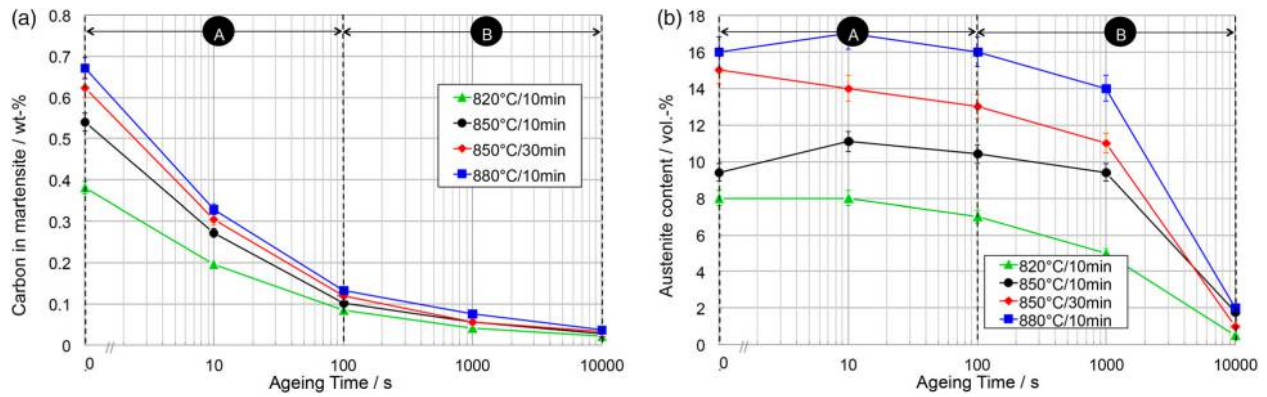 (a)
0.8
0.7
0.6
0.5
0.4
0.3
0.2
0.1
0
Carbon in martensite / wt-%
A
B
820°C/10min
850°C/10min
850°C/30min
880°C/10min
0 // 10 100 1000 10000
Ageing Time / s
(b)
16
14
12
10
8
6
4
2
0
Austenite content / vol.-%
A
B
820°C/10min
850°C/10min
850°C/30min
880°C/10min
0 // 10 100 1000 10000
Ageing Time / s